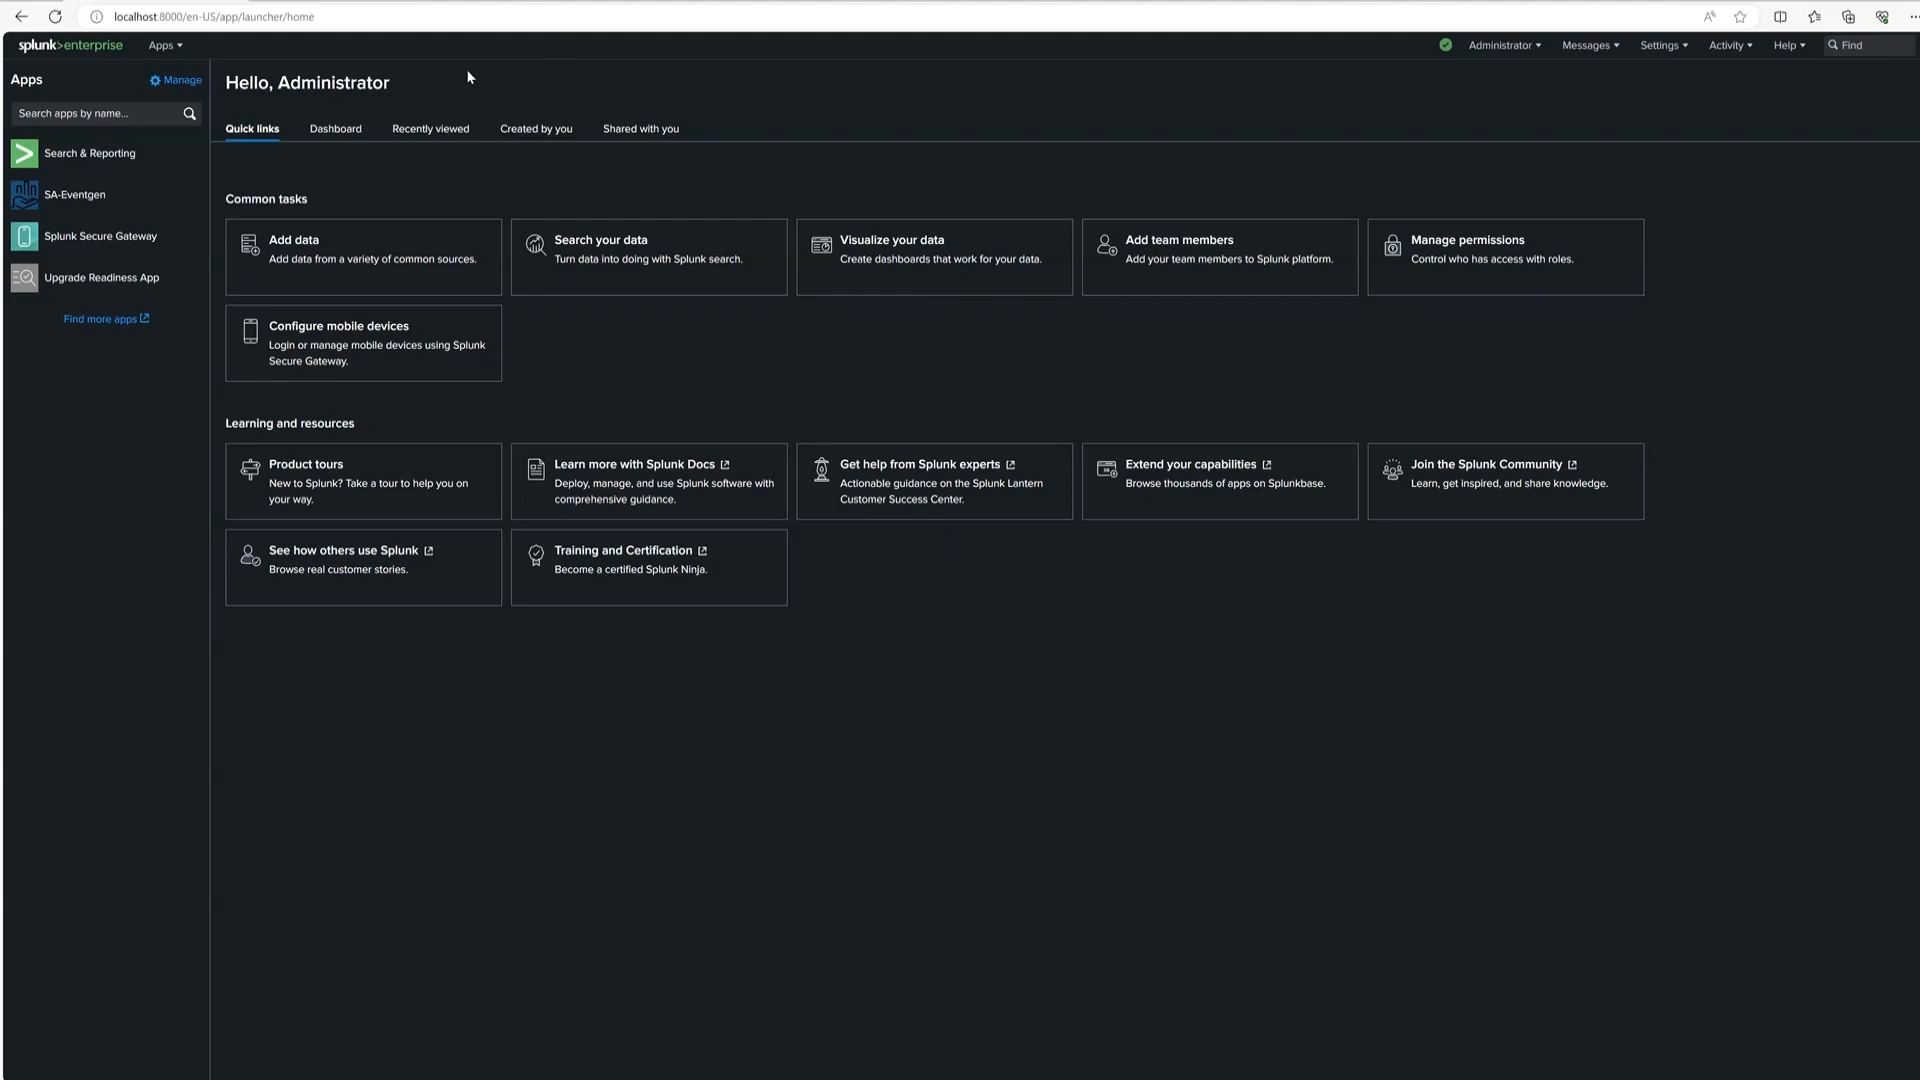 localhost:8000/en-US/app/launcher/home
splunk>enterprise
Apps
Administrator
Messages
Settings
Activity
Help
Find
Apps
Manage
Search apps by name...
Search & Reporting
SA-Eventgen
Splunk Secure Gateway
Upgrade Readiness App
Find more apps
Hello, Administrator
Quick links
Dashboard
Recently viewed
Created by you
Shared with you
Common tasks
Add data
Add data from a variety of common sources.
Search your data
Turn data into doing with Splunk search.
Visualize your data
Create dashboards that work for your data.
Add team members
Add your team members to Splunk platform.
Manage permissions
Control who has access with roles.
Configure mobile devices
Login or manage mobile devices using Splunk
Secure Gateway.
Learning and resources
Product tours
New to Splunk? Take a tour to help you on
your way.
Learn more with Splunk Docs
Deploy, manage, and use Splunk software with
comprehensive guidance.
Get help from Splunk experts
Actionable guidance on the Splunk Lantern
Customer Success Center.
Extend your capabilities
Browse thousands of apps on Splunkbase.
Join the Splunk Community
Learn, get inspired, and share knowledge.
See how others use Splunk
Browse real customer stories.
Training and Certification
Become a certified Splunk Ninja.